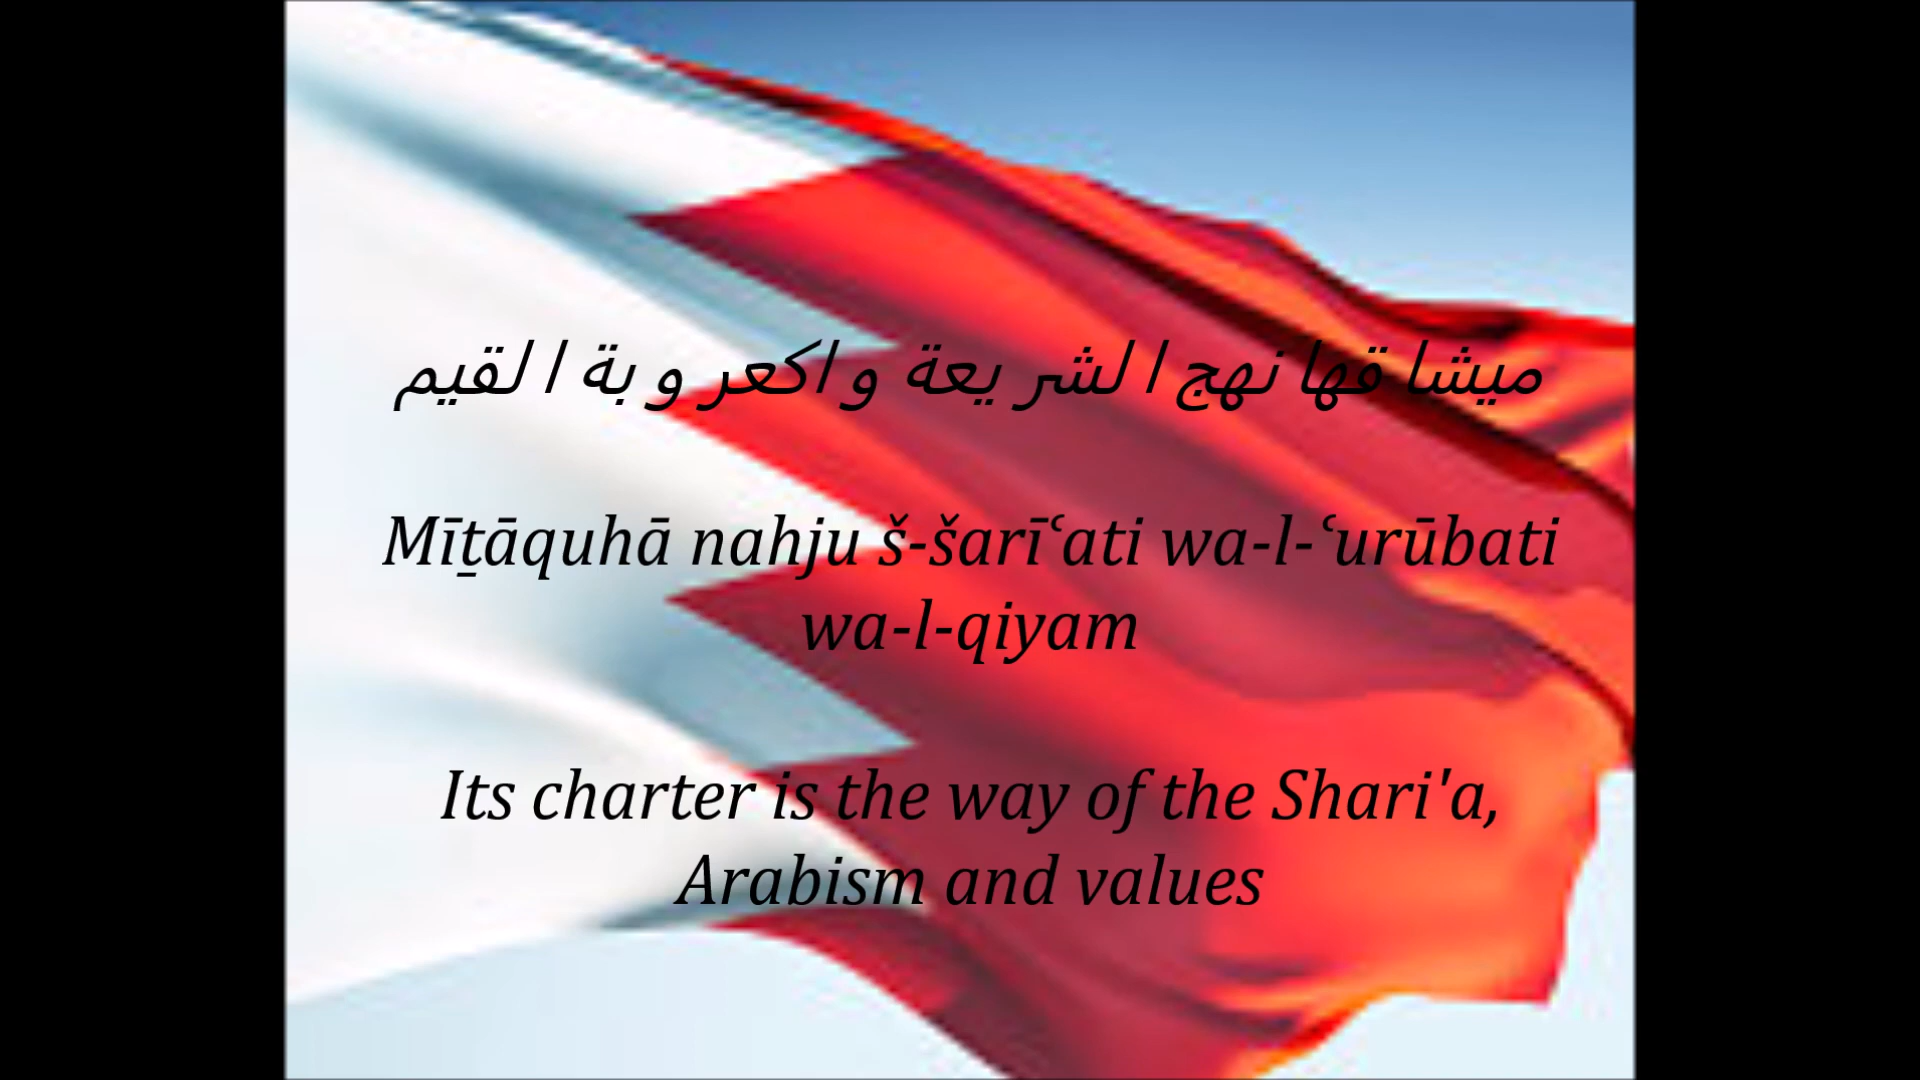 ميشا قها نهج ا لشر يعة و اكعر و بة ا لقيم
Mīṯāquhā nahju š-šarīʿati wa-l-ʿurūbati
wa-l-qiyam
Its charter is the way of the Shari'a,
Arabism and values